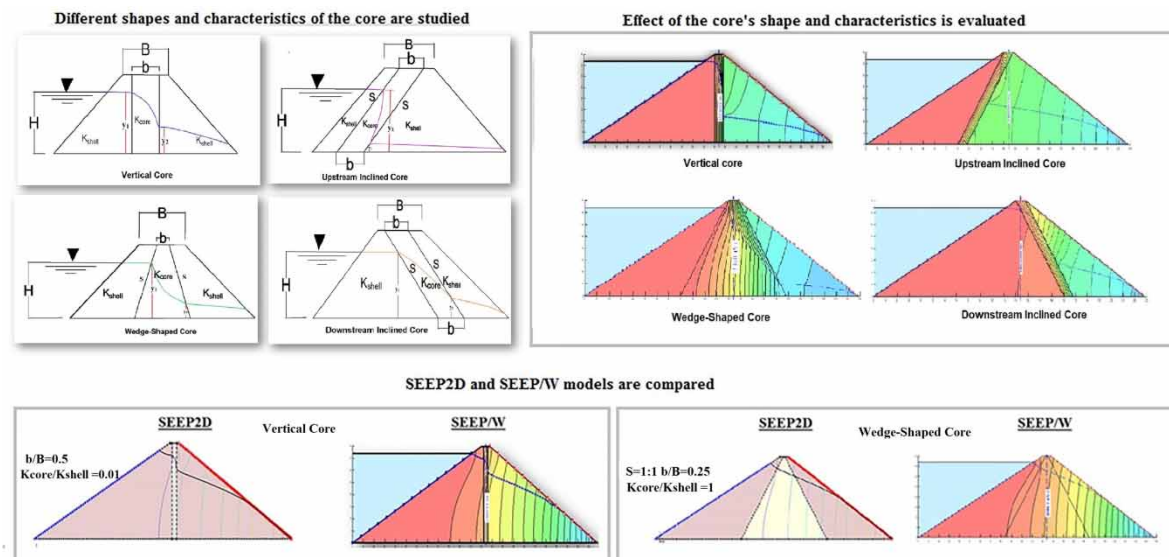 Different shapes and characteristics of the core are studied
B
b
H
Kshell
Kcore
y1
Kshell
Vertical Core
B
b
H
S
S
Kshell
Kcore
Kshell
b
Upstream Inclined Core
B
b
H
Kshell
S
Kcore
S
y1
Kshell
Wedge-Shaped Core
B
b
H
Kshell
S
S
Kcore
Kshell
b
Downstream Inclined Core
Effect of the core's shape and characteristics is evaluated
Vertical core
Upstream Inclined Core
Wedge-Shaped Core
Downstream Inclined Core
SEEP2D and SEEP/W models are compared
SEEP2D
Vertical Core
SEEP/W
b/B=0.5
Kcore/Kshell =0.01
SEEP2D
Wedge-Shaped Core
SEEP/W
S=1:1 b/B=0.25
Kcore/Kshell =1